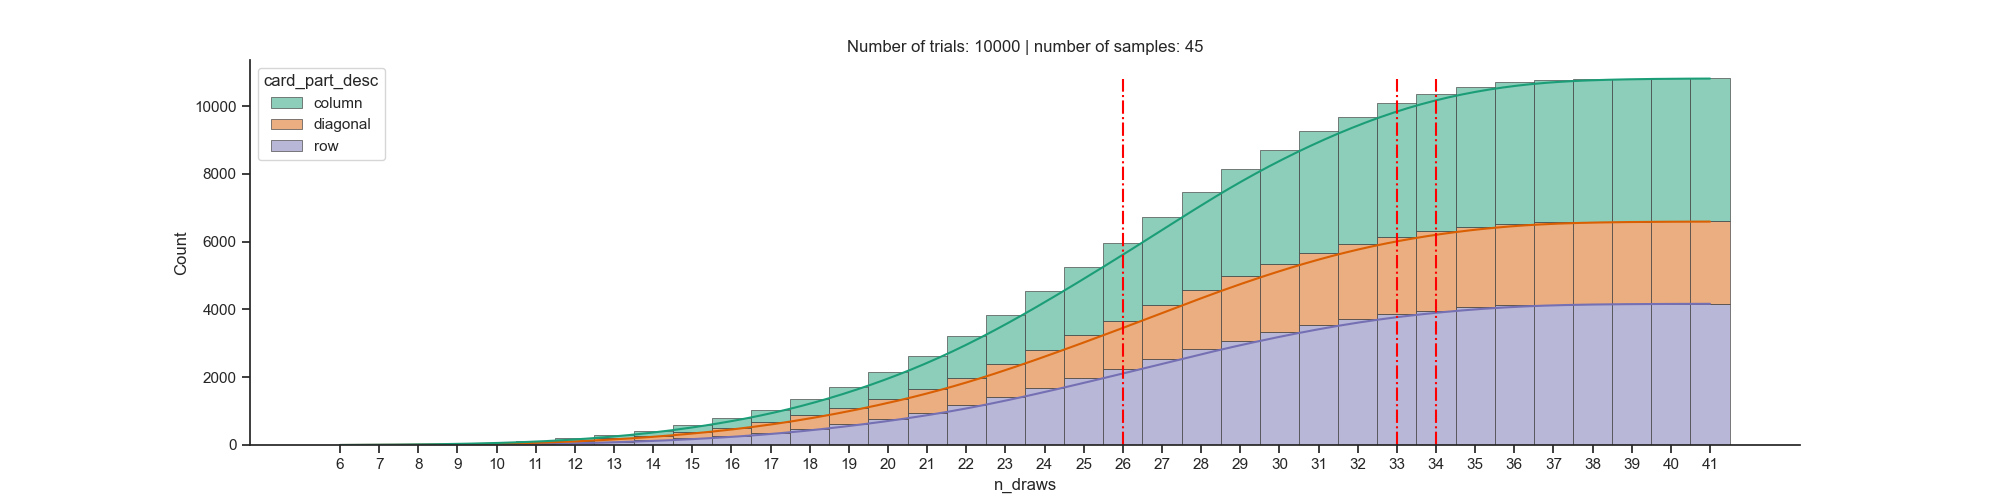 Number of trials: 10000 | number of samples: 45
card_part_desc
column
diagonal
row
10000
8000
6000
4000
2000
0
Count
6 7 8 9 10 11 12 13 14 15 16 17 18 19 20 21 22 23 24 25 26 27 28 29 30 31 32 33 34 35 36 37 38 39 40 41
n_draws